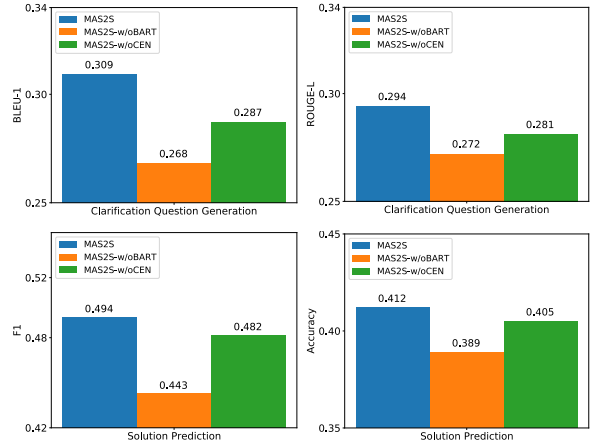 0.34
0.30
0.25
BLEU-1
MAS2S
MAS2S-w/oBART
MAS2S-w/oCEN
0.309
0.268
0.287
Clarification Question Generation
0.30
0.25
ROUGE-L
MAS2S
MAS2S-w/oBART
MAS2S-w/oCEN
0.294
0.272
0.281
Clarification Question Generation
0.52
0.48
0.42
F1
MAS2S
MAS2S-w/oBART
MAS2S-w/oCEN
0.494
0.443
0.482
Solution Prediction
0.45
0.40
0.35
Accuracy
MAS2S
MAS2S-w/oBART
MAS2S-w/oCEN
0.412
0.389
0.405
Solution Prediction
0.34